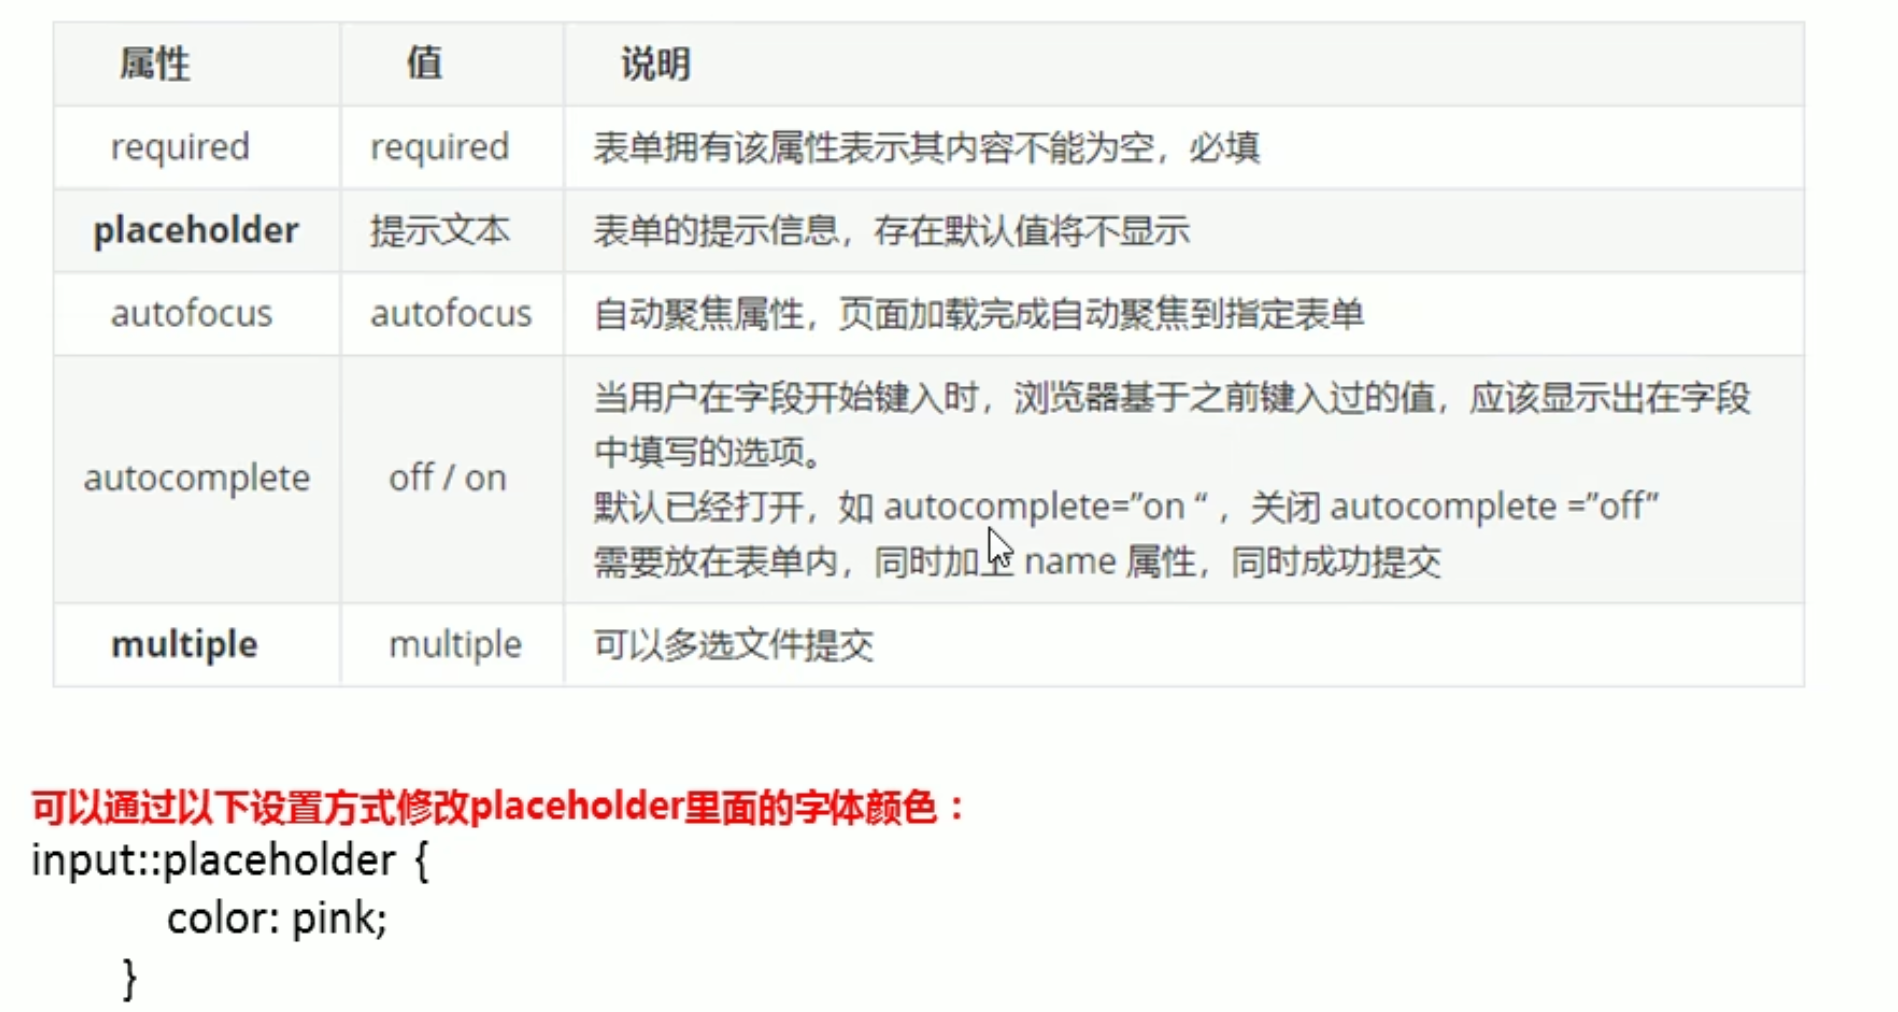 属性 值 说明
required required 表单拥有该属性表示其内容不能为空，必填
placeholder 提示文本 表单的提示信息，存在默认值将不显示
autofocus autofocus 自动聚焦属性，页面加载完成自动聚焦到指定表单
autocomplete off / on 当用户在字段开始键入时，浏览器基于之前键入过的值，应该显示出在字段
中填写的选项。
默认已经打开，如 autocomplete=”on “ ，关闭 autocomplete =”off”
需要放在表单内，同时加上 name 属性，同时成功提交
multiple multiple 可以多选文件提交
可以通过以下设置方式修改placeholder里面的字体颜色：
input::placeholder {
color: pink;
}